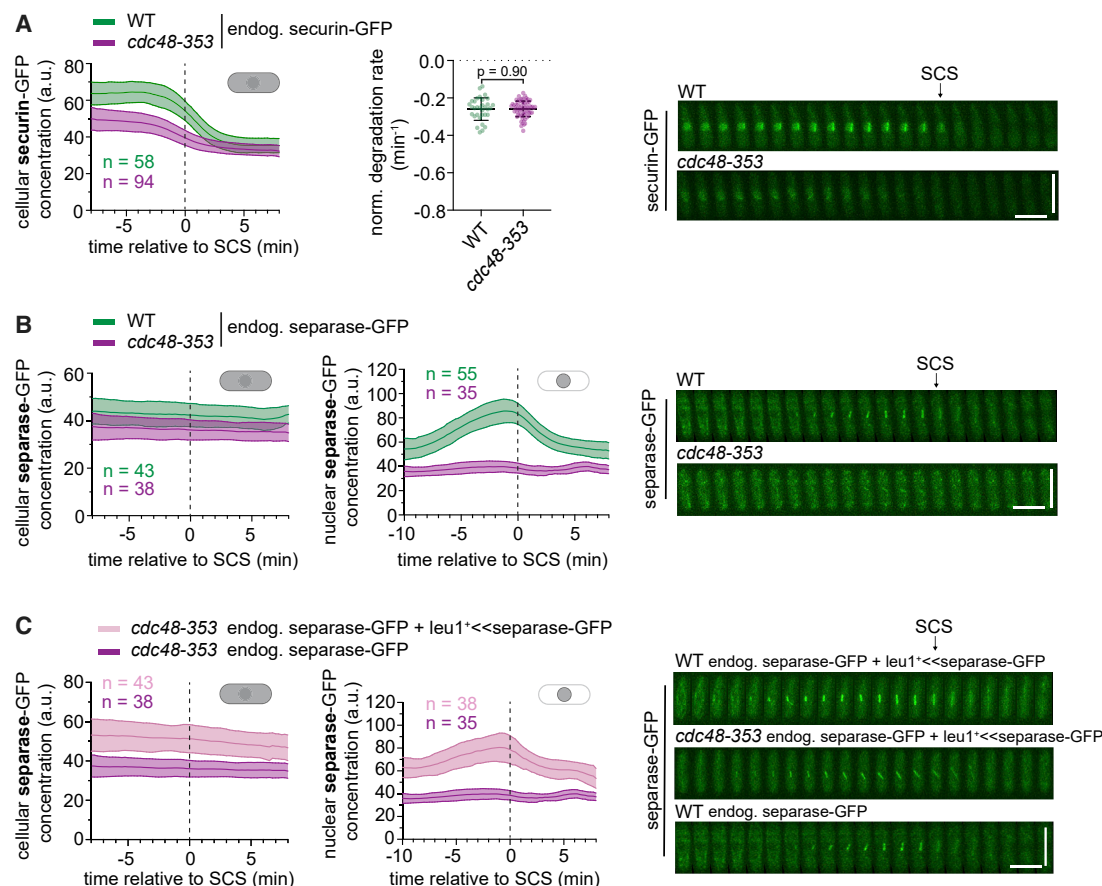 A
WT
cdc48-353
endog. securin-GFP
cellular securin-GFP
concentration (a.u.)
80
60
40
20
0
n = 58
n = 94
-5
0
5
time relative to SCS (min)
norm. degradation rate
(min⁻¹)
0.0
-0.2
-0.4
-0.6
-0.8
p = 0.90
WT
cdc48-353
SCS
securin-GFP
WT
cdc48-353
B
WT
cdc48-353
endog. separase-GFP
cellular separase-GFP
concentration (a.u.)
60
40
20
0
n = 43
n = 38
-5
0
5
time relative to SCS (min)
nuclear separase-GFP
concentration (a.u.)
120
100
80
60
40
20
0
n = 55
n = 35
-10
-5
0
5
time relative to SCS (min)
SCS
separase-GFP
WT
cdc48-353
C
cdc48-353 endog. separase-GFP + leu1⁺<<separase-GFP
cdc48-353 endog. separase-GFP
cellular separase-GFP
concentration (a.u.)
80
60
40
20
0
n = 43
n = 38
-5
0
5
time relative to SCS (min)
nuclear separase-GFP
concentration (a.u.)
120
100
80
60
40
20
0
n = 38
n = 35
-10
-5
0
5
time relative to SCS (min)
SCS
separase-GFP
WT endog. separase-GFP + leu1⁺<<separase-GFP
cdc48-353 endog. separase-GFP + leu1⁺<<separase-GFP
WT endog. separase-GFP